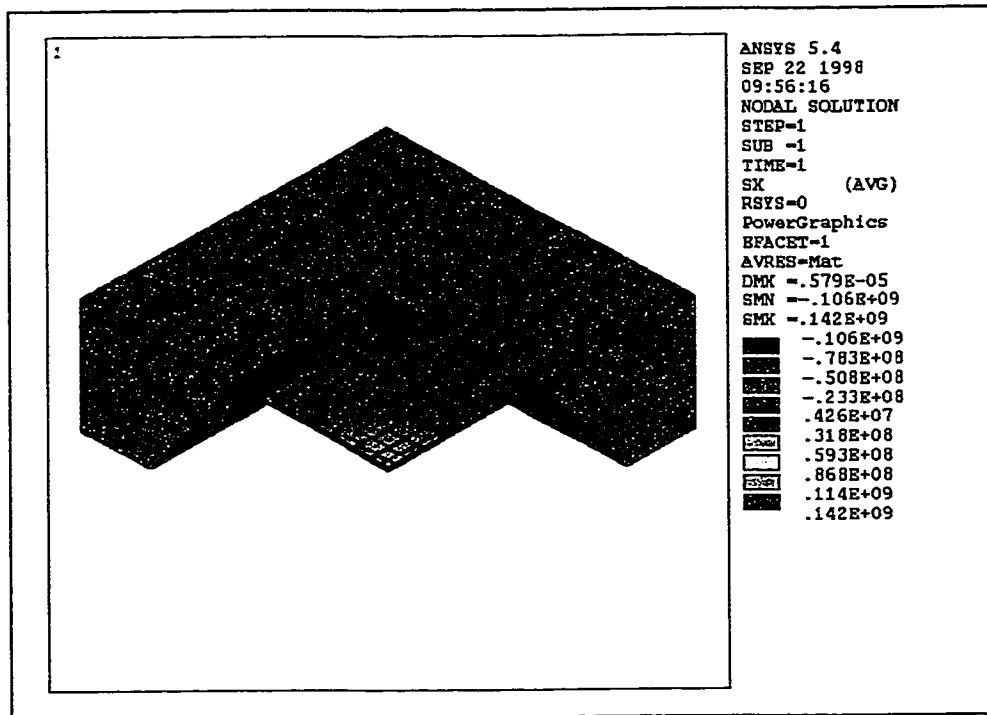 1
ANSYS 5.4
SEP 22 1998
09:56:16
NODAL SOLUTION
STEP=1
SUB =1
TIME=1
SX (AVG)
RSYS=0
PowerGraphics
EFACET=1
AVRES=Mat
DMX =.579E-05
SMN =-.106E+09
SMX =.142E+09
-.106E+09
-.783E+08
-.508E+08
-.233E+08
.426E+07
.318E+08
.593E+08
.868E+08
.114E+09
.142E+09